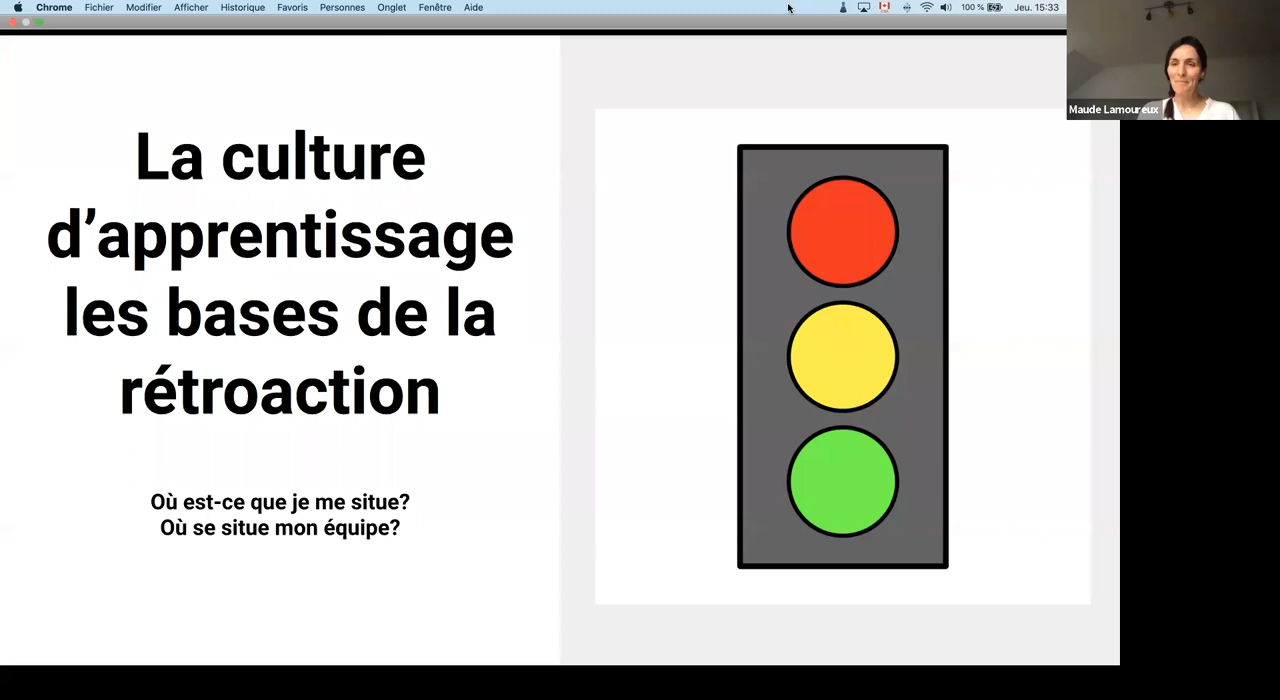 Chrome Fichier Modifier Afficher Historique Favoris Personnes Onglet Fenêtre Aide 100 % Jeu. 15:33
Maude Lamoureux
La culture
d’apprentissage
les bases de la
rétroaction
Où est-ce que je me situe?
Où se situe mon équipe?